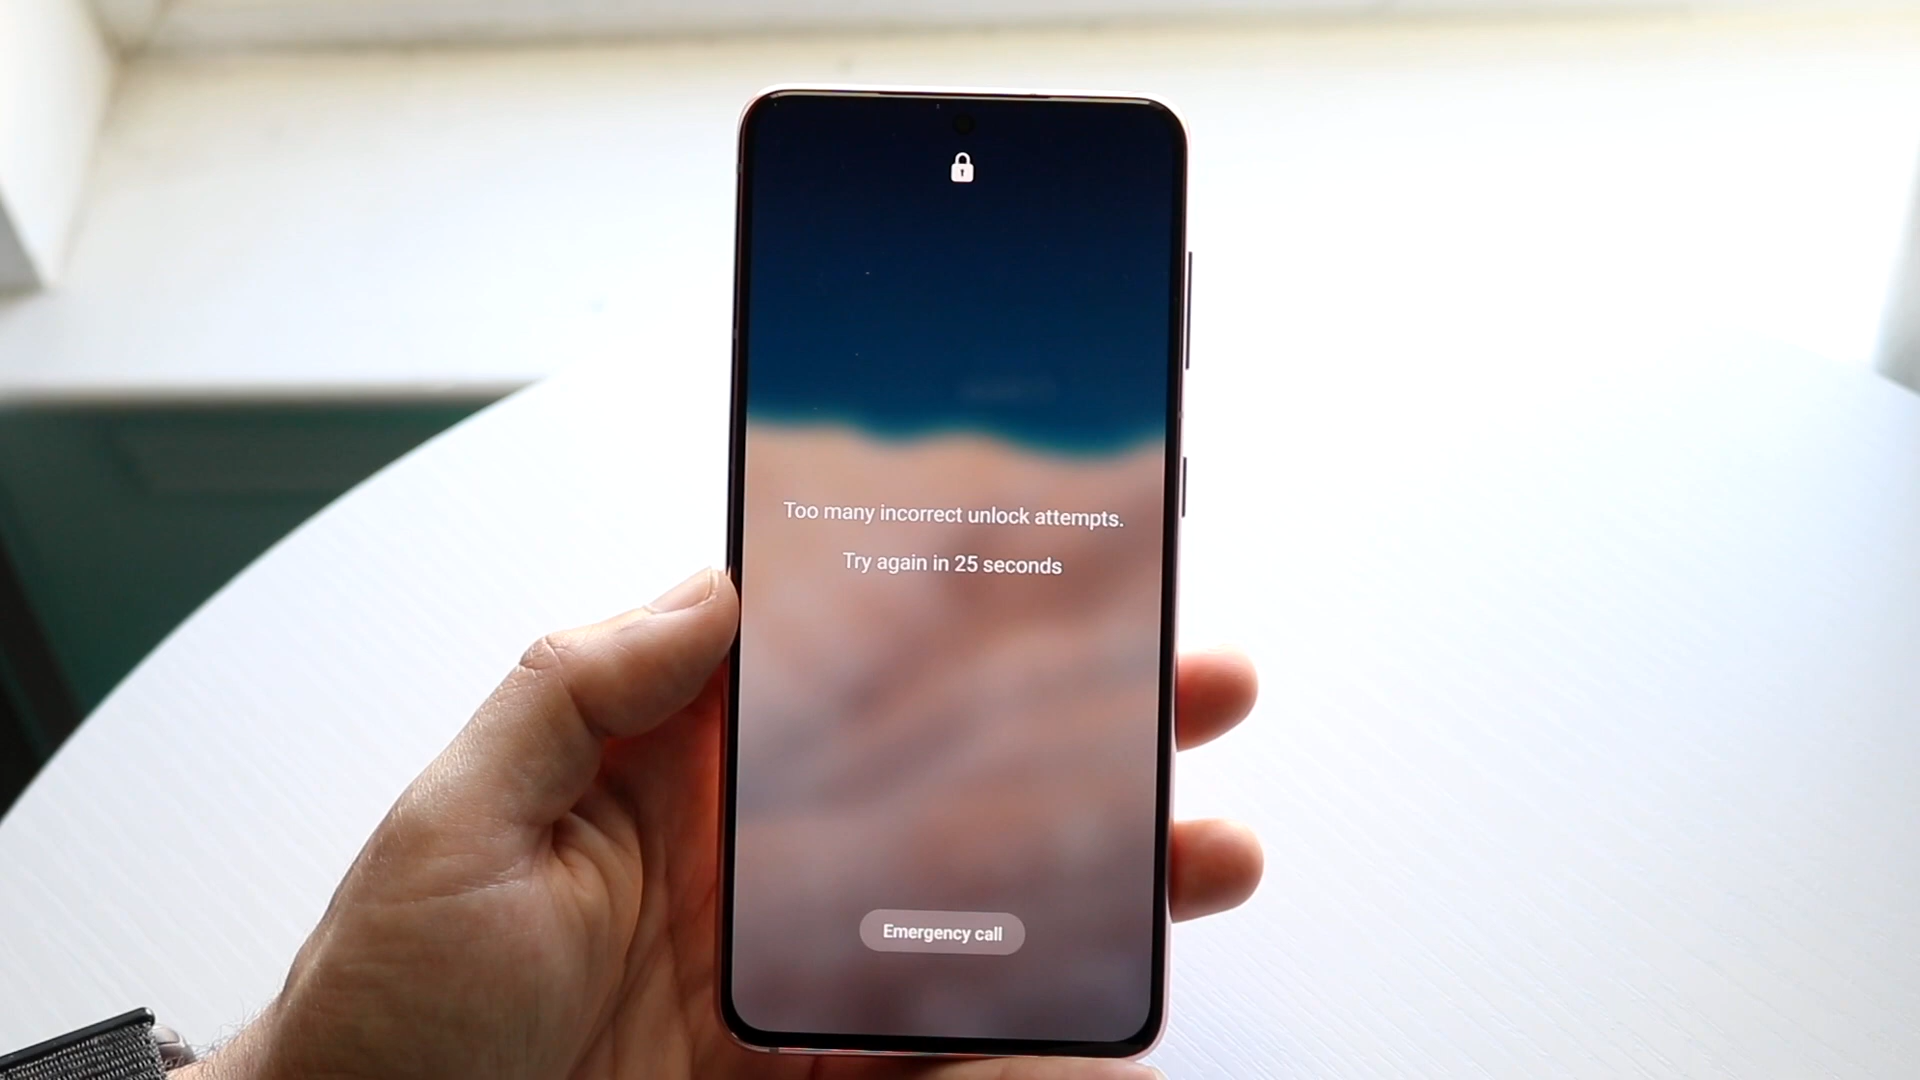 Too many incorrect unlock attempts.
Try again in 25 seconds
Emergency call